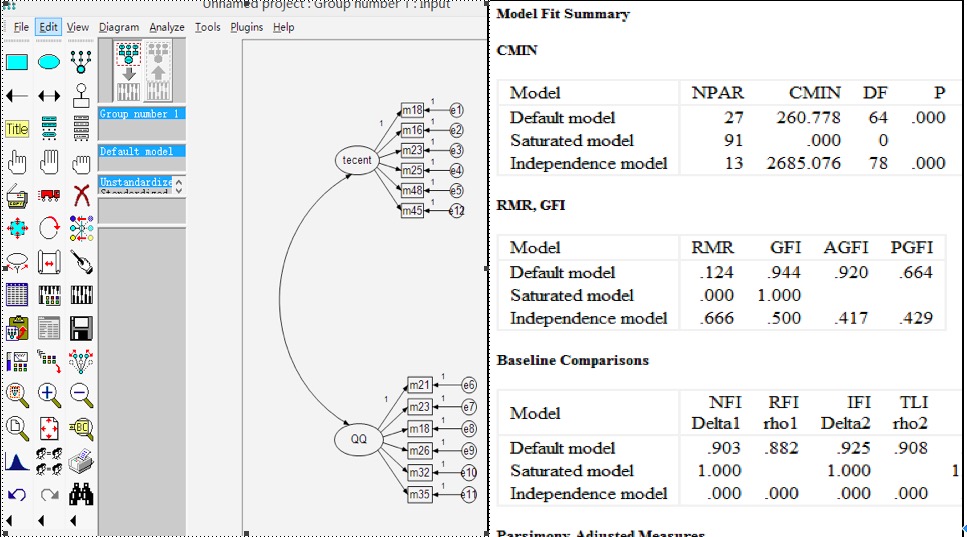 Unnamed project : Group number 1 : Input
File Edit View Diagram Analyze Tools Plugins Help
Title
Group number 1
Default model
Unstandardize
Standardized
m18 1 e1
1
m16 1 e2
m23 1 e3
tecent
m25 1 e4
m48 1 e5
m45 1 e12
m21 1 e6
1
m23 1 e7
m18 1 e8
QQ
m26 1 e9
m32 1 e10
m35 1 e11
Model Fit Summary
CMIN
Model NPAR CMIN DF P
Default model 27 260.778 64 .000
Saturated model 91 .000 0
Independence model 13 2685.076 78 .000
RMR, GFI
Model RMR GFI AGFI PGFI
Default model .124 .944 .920 .664
Saturated model .000 1.000
Independence model .666 .500 .417 .429
Baseline Comparisons
Model NFI Delta1 RFI rho1 IFI Delta2 TLI rho2
Default model .903 .882 .925 .908
Saturated model 1.000 1.000 1
Independence model .000 .000 .000 .000
Parsimony-Adjusted Measures